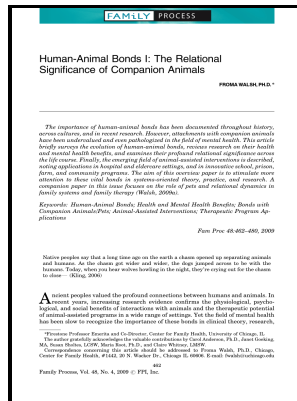 FAMILY PROCESS
Human-Animal Bonds I: The Relational
Significance of Companion Animals
FROMA WALSH, PH.D.*
The importance of human-animal bonds has been documented throughout history,
across cultures, and in recent research. However, attachments with companion animals
have been undervalued and even pathologized in the field of mental health. This article
briefly surveys the evolution of human-animal bonds, reviews research on their health
and mental health benefits, and examines their profound relational significance across
the life course. Finally, the emerging field of animal-assisted interventions is described,
noting applications in hospital and eldercare settings, and in innovative school, prison,
farm, and community programs. The aim of this overview paper is to stimulate more
attention to these vital bonds in systems-oriented theory, practice, and research. A
companion paper in this issue focuses on the role of pets and relational dynamics in
family systems and family therapy (Walsh, 2009a).
Keywords: Human-Animal Bonds; Health and Mental Health Benefits; Bonds with
Companion Animals/Pets; Animal-Assisted Interventions; Therapeutic Program Ap-
plications
Fam Proc 48:462–480, 2009
Native peoples say that a long time ago on the earth a chasm opened up separating animals
and humans. As the chasm got wider and wider, the dogs jumped across to be with the
humans. Today, when you hear wolves howling in the night, they're crying out for the chasm
to close— (Kling, 2006)
Ancient peoples valued the profound connections between humans and animals. In
recent years, increasing research evidence confirms the physiological, psycho-
logical, and social benefits of interactions with animals and the therapeutic potential
of animal-assisted programs in a wide range of settings. Yet the field of mental health
has been slow to recognize the importance of these bonds in clinical theory, research,
*Professor Emerita and Co-Director, Center for Family Health, University of Chicago, IL
The author gratefully acknowledges the valuable contributions by Carol Anderson, Ph.D., Janet Hoeking,
MA, Susan Sholtes, LCSW, Mario Root, Ph.D., and Claire Whitney, LMSW.
Correspondence concerning this article should be addressed to Froma Walsh, Ph.D., Chicago,
Center for Family Health, #1442, 20 N. Wacker Dr., Chicago IL 60606. E-mail: fwalsh@uchicago.edu
462
Family Process, Vol. 48, No. 4, 2009 © FPI, Inc.